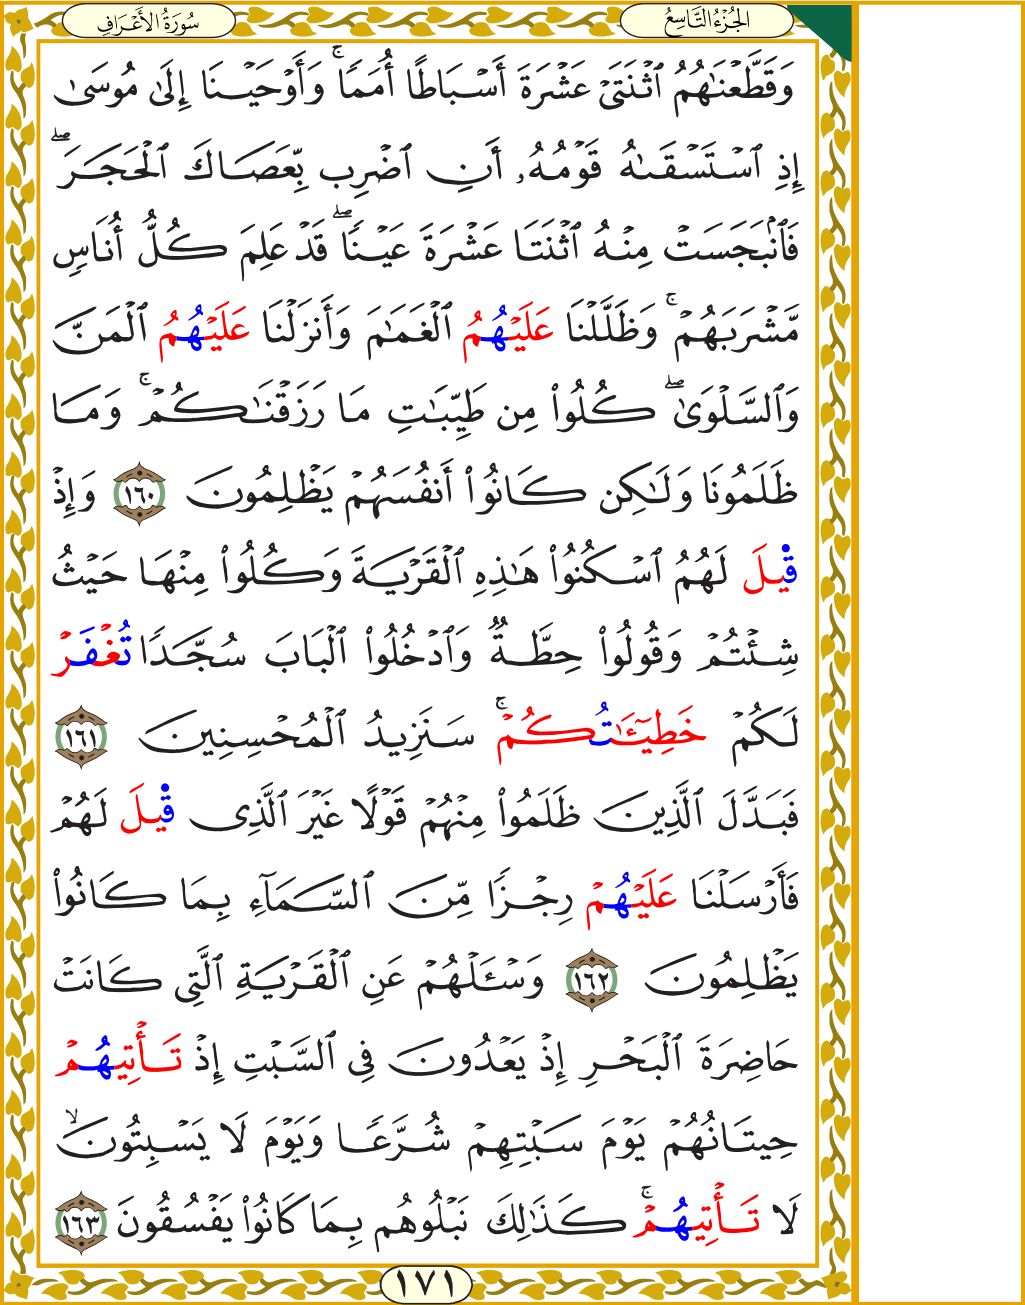 الجُزْءُ التَّاسِعُ
سُورَةُ الأَعْرَافِ
وَقَطَّعْنَٰهُمُ ٱثْنَتَىْ عَشْرَةَ أَسْبَاطًا أُمَمًا ۚ وَأَوْحَيْنَا إِلَىٰ مُوسَىٰ
إِذِ ٱسْتَسْقَىٰهُ قَوْمُهُۥ أَنِ ٱضْرِب بِّعَصَاكَ ٱلْحَجَرَ ۖ
فَٱنۢبَجَسَتْ مِنْهُ ٱثْنَتَا عَشْرَةَ عَيْنًا ۖ قَدْ عَلِمَ كُلُّ أُنَاسٍ
مَّشْرَبَهُمْ ۚ وَظَلَّلْنَا عَلَيْهُمُ ٱلْغَمَٰمَ وَأَنزَلْنَا عَلَيْهُمُ ٱلْمَنَّ
وَٱلسَّلْوَىٰ ۖ كُلُوا۟ مِن طَيِّبَٰتِ مَا رَزَقْنَٰكُمْ ۚ وَمَا
ظَلَمُونَا وَلَٰكِن كَانُوٓا۟ أَنفُسَهُمْ يَظْلِمُونَ ١٦٠ وَإِذْ
قِيلَ لَهُمُ ٱسْكُنُوا۟ هَٰذِهِ ٱلْقَرْيَةَ وَكُلُوا۟ مِنْهَا حَيْثُ
شِئْتُمْ وَقُولُوا۟ حِطَّةٌ وَٱدْخُلُوا۟ ٱلْبَابَ سُجَّدًا تُغْفَرْ
لَكُمْ خَطِيٓـَٰٔتُكُمْ ۚ سَنَزِيدُ ٱلْمُحْسِنِينَ ١٦١
فَبَدَّلَ ٱلَّذِينَ ظَلَمُوا۟ مِنْهُمْ قَوْلًا غَيْرَ ٱلَّذِى قِيلَ لَهُمْ
فَأَرْسَلْنَا عَلَيْهُمْ رِجْزًا مِّنَ ٱلسَّمَآءِ بِمَا كَانُوا۟
يَظْلِمُونَ ١٦٢ وَسْـَٔلْهُمْ عَنِ ٱلْقَرْيَةِ ٱلَّتِى كَانَتْ
حَاضِرَةَ ٱلْبَحْرِ إِذْ يَعْدُونَ فِى ٱلسَّبْتِ إِذْ تَأْتِيهُمْ
حِيتَانُهُمْ يَوْمَ سَبْتِهِمْ شُرَّعًا وَيَوْمَ لَا يَسْبِتُونَ ۙ
لَا تَأْتِيهُمْ ۚ كَذَٰلِكَ نَبْلُوهُم بِمَا كَانُوا۟ يَفْسُقُونَ ١٦٣
١٧١